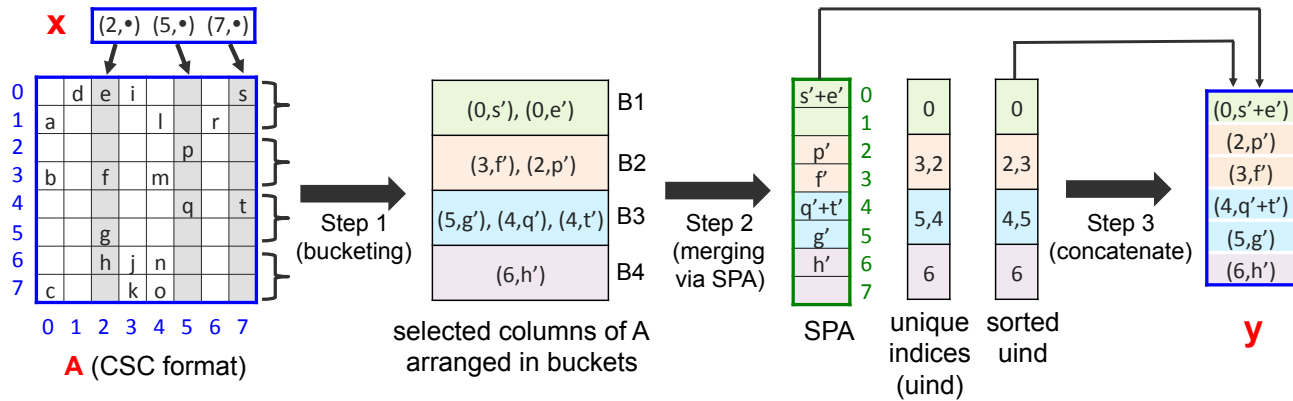 x (2,•) (5,•) (7,•)
0 d e i s
1 a l r
2 p
3 b f m
4 q t
5 g
6 h j n
7 c k o
0 1 2 3 4 5 6 7
A (CSC format)
Step 1
(bucketing)
(0,s’), (0,e’) B1
(3,f’), (2,p’) B2
(5,g’), (4,q’), (4,t’) B3
(6,h’) B4
selected columns of A
arranged in buckets
Step 2
(merging
via SPA)
s’+e’ 0
1
p’ 2
f’ 3
q’+t’ 4
g’ 5
h’ 6
7
SPA
0
3,2
5,4
6
unique
indices
(uind)
0
2,3
4,5
6
sorted
uind
Step 3
(concatenate)
(0,s’+e’)
(2,p’)
(3,f’)
(4,q’+t’)
(5,g’)
(6,h’)
y